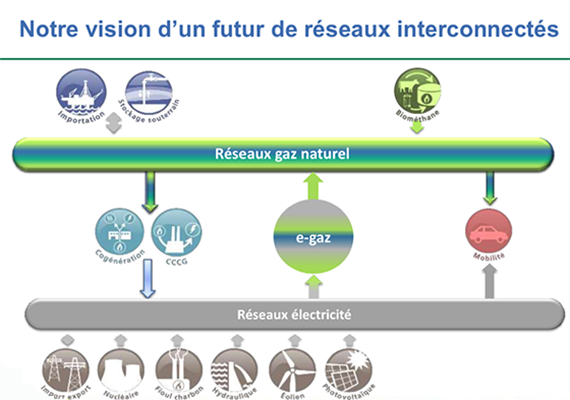 Notre vision d'un futur de réseaux interconnectés
Importation
Stockage souterrain
Biométhane
Réseaux gaz naturel
Cogénération
CCCG
e-gaz
Mobilité
Réseaux électricité
Import export
Nucléaire
Fioul charbon
Hydraulique
Éolien
Photovoltaïque